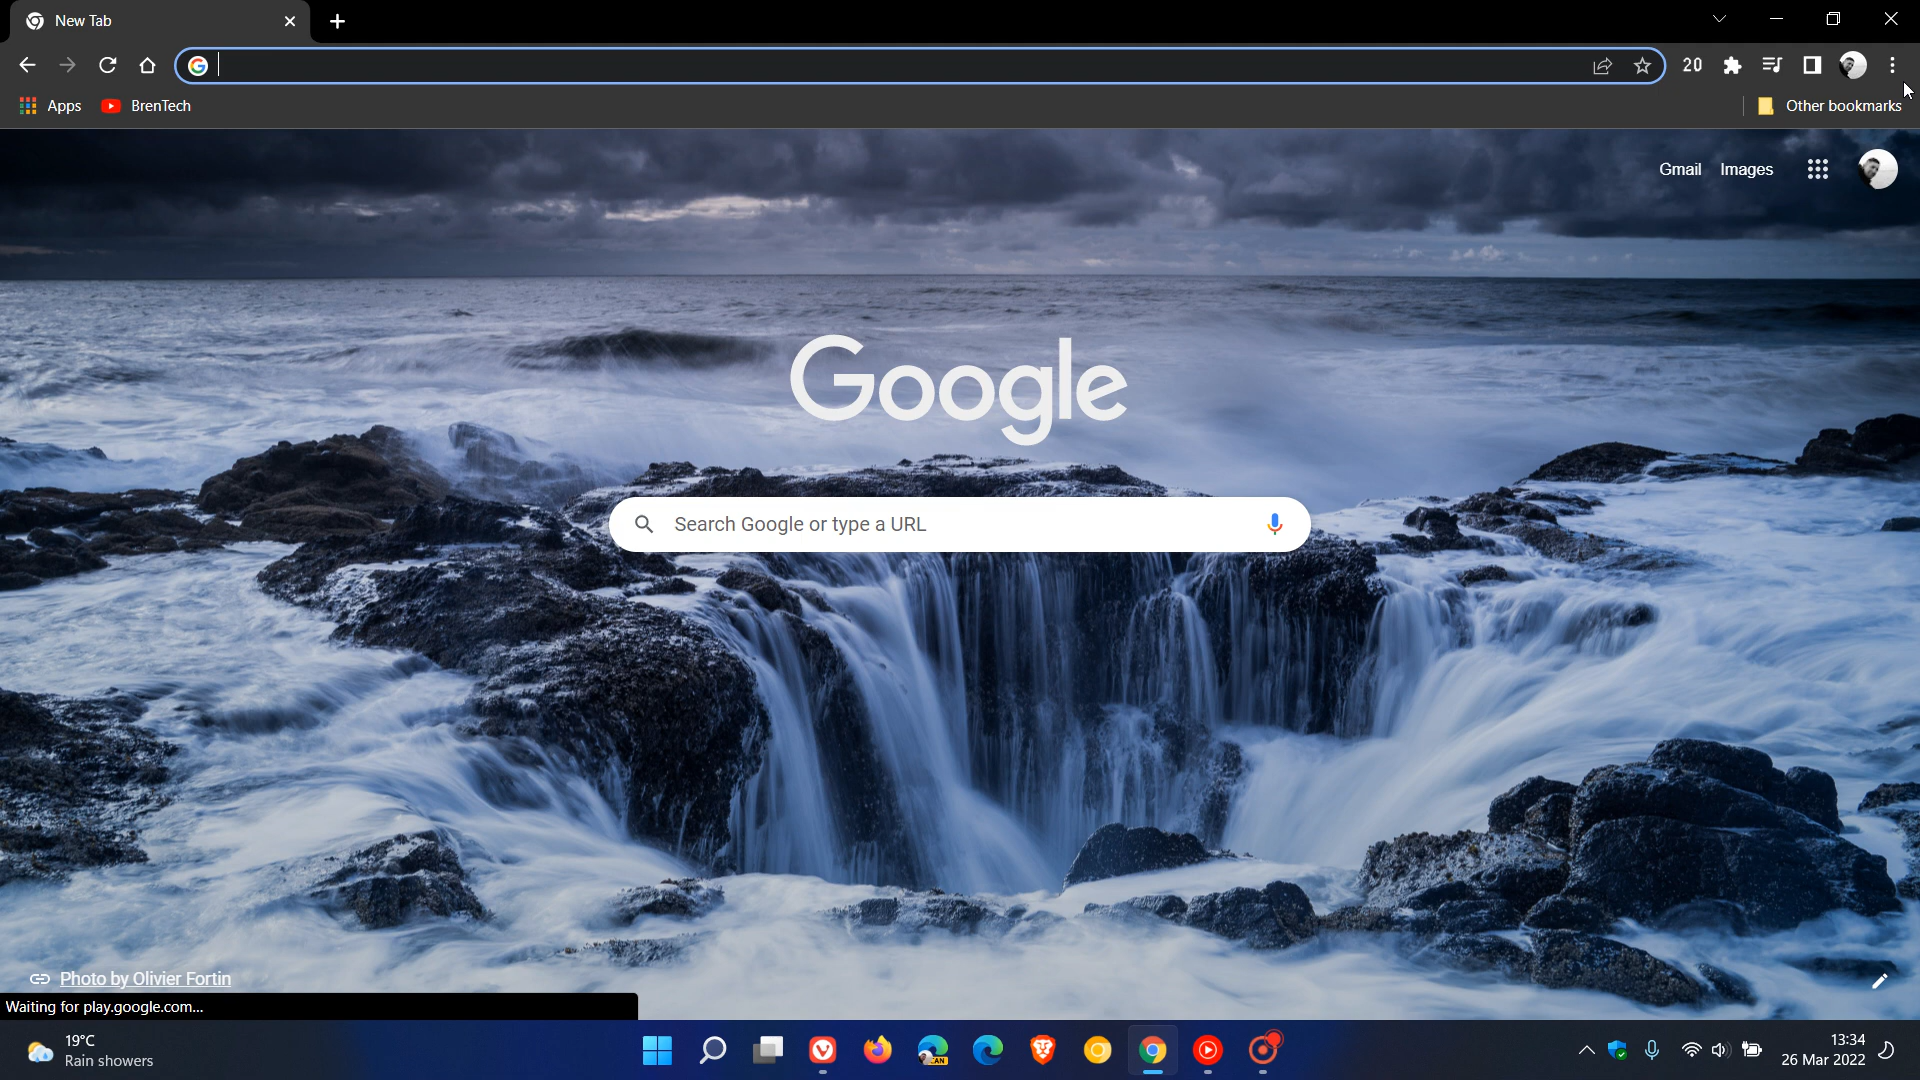 New Tab
20
Apps
BrenTech
Other bookmarks
Gmail
Images
Google
Search Google or type a URL
Photo by Olivier Fortin
Waiting for play.google.com...
19°C
Rain showers
CAN
13:34
26 Mar 2022